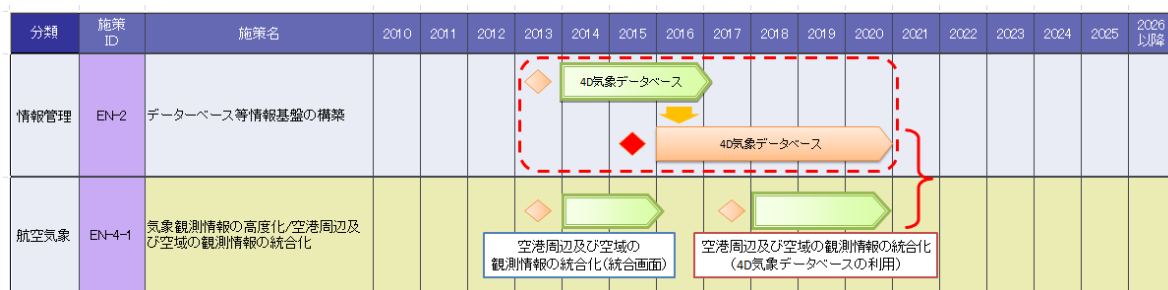 分類 施策ID 施策名 2010 2011 2012 2013 2014 2015 2016 2017 2018 2019 2020 2021 2022 2023 2024 2025 2026以降
4D気象データベース
情報管理 EN-2 データーベース等情報基盤の構築
4D気象データベース
航空気象 EN-4-1 気象観測情報の高度化/空港周辺及
び空域の観測情報の統合化
空港周辺及び空域の
観測情報の統合化(統合画面)
空港周辺及び空域の観測情報の統合化
(4D気象データベースの利用)